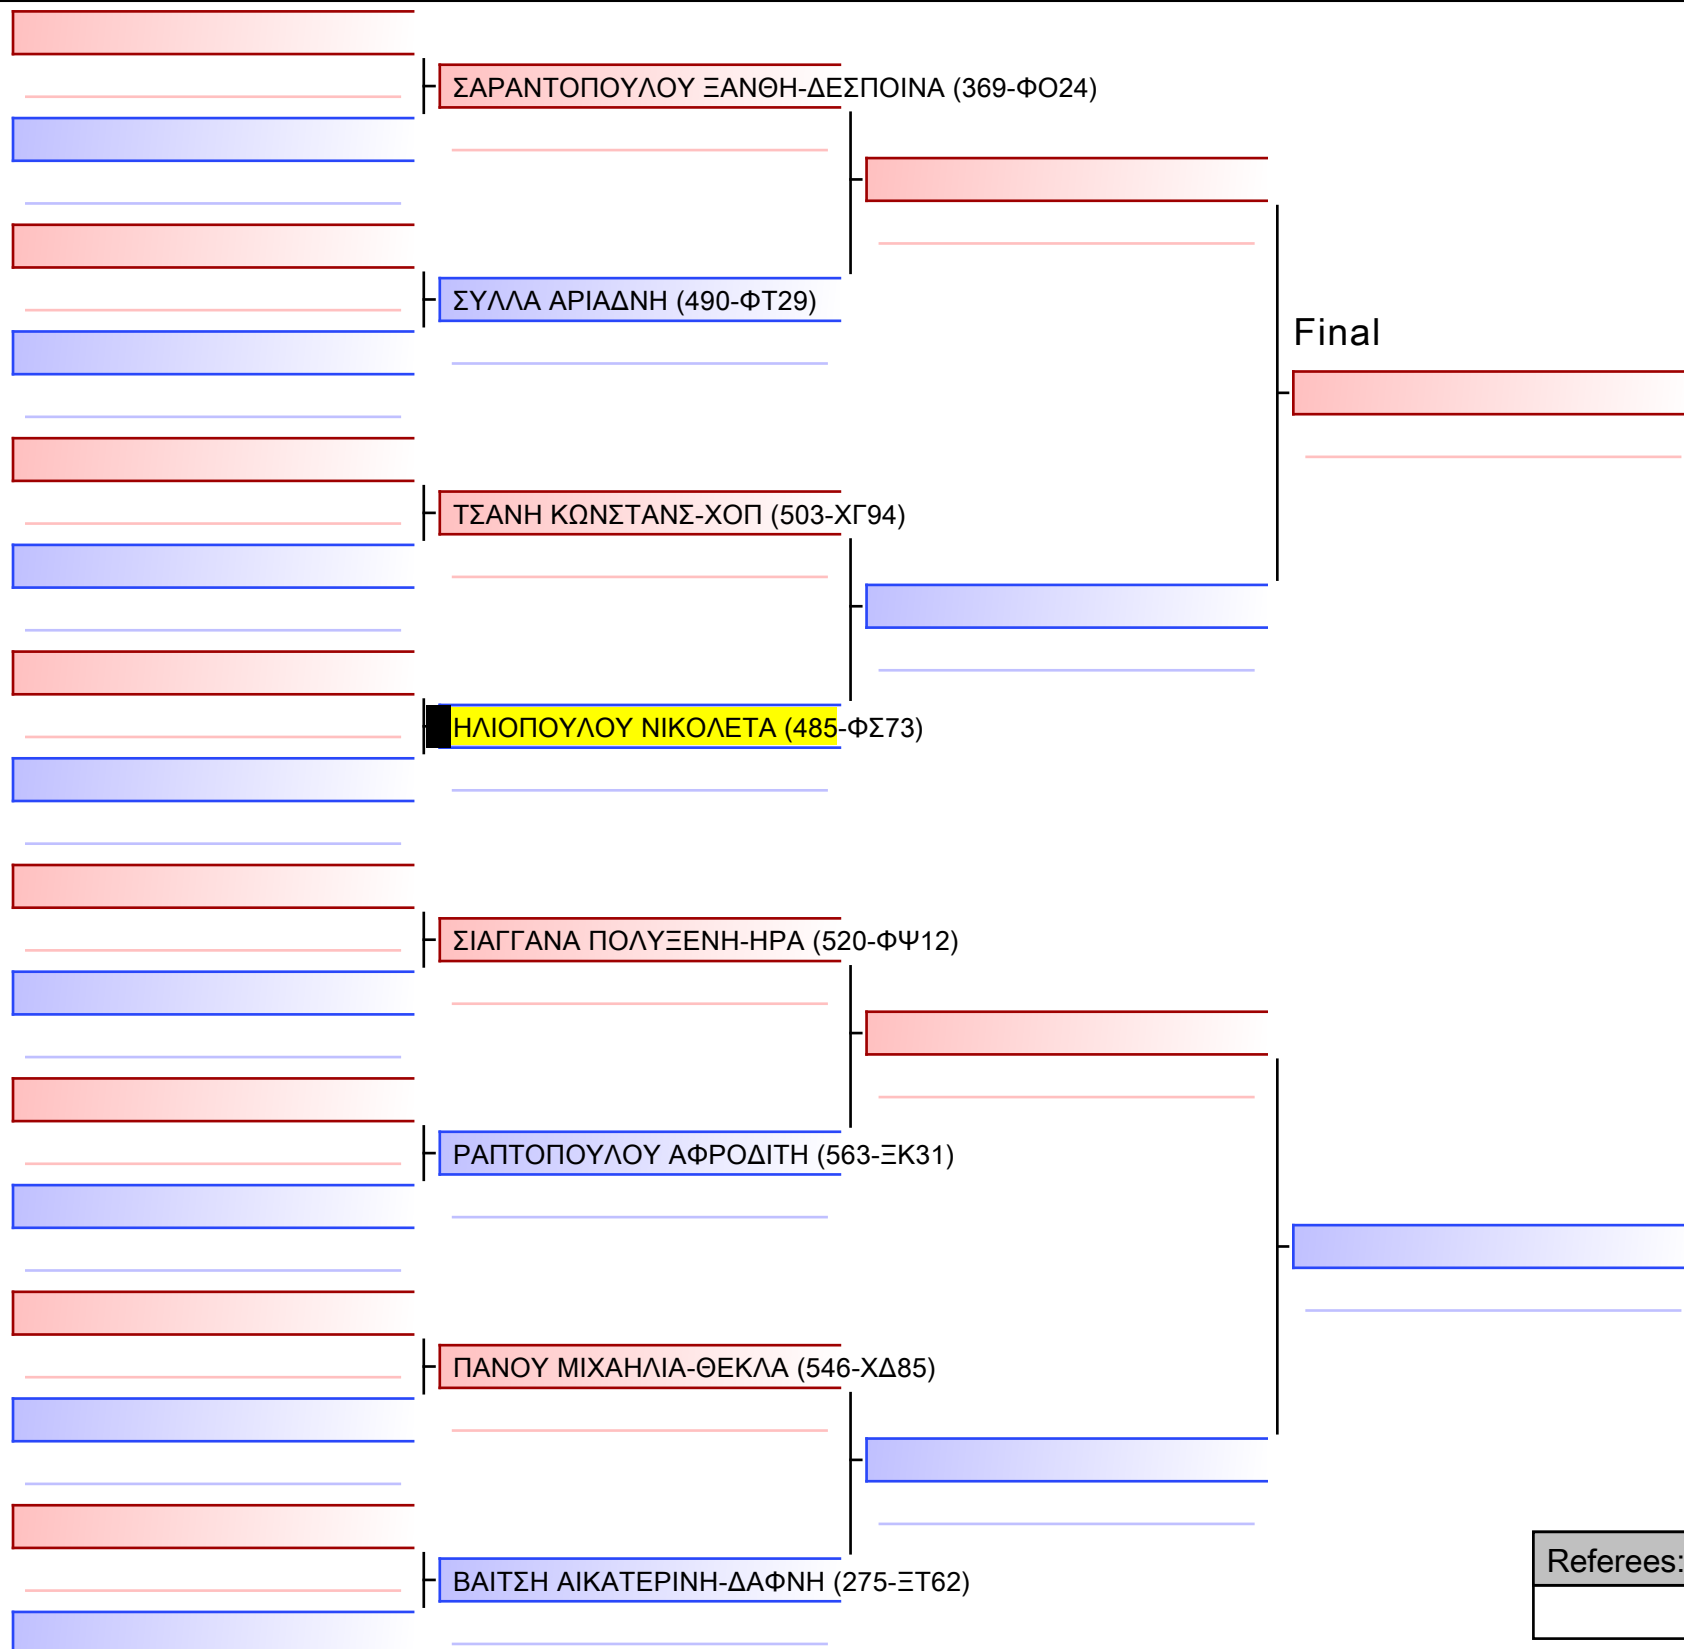 ΣΑΡΑΝΤΟΠΟΥΛΟΥ ΞΑΝΘΗ-ΔΕΣΠΟΙΝΑ (369-ΦΟ24)
ΣΥΛΛΑ ΑΡΙΑΔΝΗ (490-ΦΤ29)
Final
ΤΣΑΝΗ ΚΩΝΣΤΑΝΣ-ΧΟΠ (503-ΧΓ94)
ΗΛΙΟΠΟΥΛΟΥ ΝΙΚΟΛΕΤΑ (485-ΦΣ73)
ΣΙΑΓΓΑΝΑ ΠΟΛΥΞΕΝΗ-ΗΡΑ (520-ΦΨ12)
ΡΑΠΤΟΠΟΥΛΟΥ ΑΦΡΟΔΙΤΗ (563-ΞΚ31)
ΠΑΝΟΥ ΜΙΧΑΗΛΙΑ-ΘΕΚΛΑ (546-ΧΔ85)
Referees:
ΒΑΙΤΣΗ ΑΙΚΑΤΕΡΙΝΗ-ΔΑΦΝΗ (275-ΞΤ62)